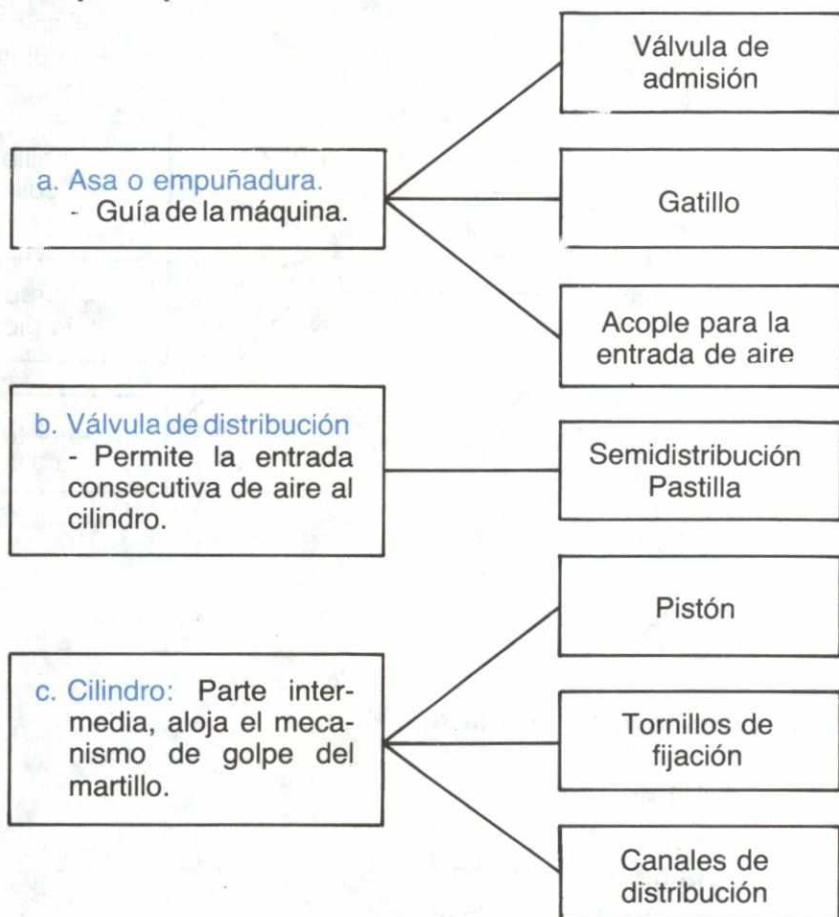 Válvula de
admisión
a. Asa o empuñadura.
- Guía de la máquina.
Gatillo
Acople para la
entrada de aire
b. Válvula de distribución
- Permite la entrada
consecutiva de aire al
cilindro.
Semidistribución
Pastilla
c. Cilindro: Parte inter-
media, aloja el meca-
nismo de golpe del
martillo.
Pistón
Tornillos de
fijación
Canales de
distribución